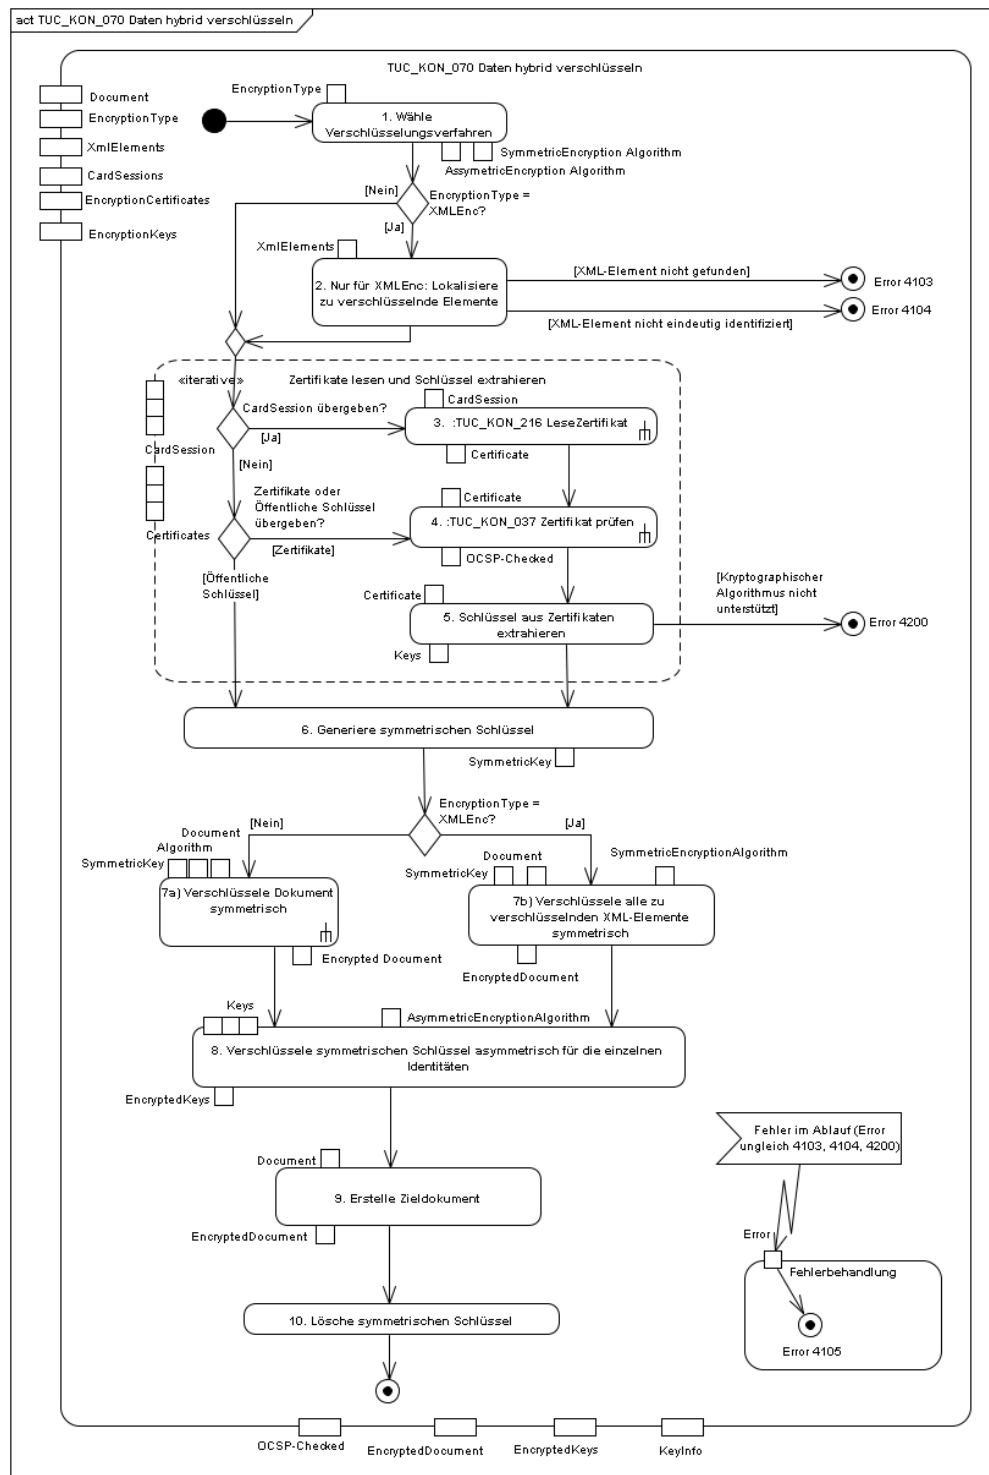 act TUC_KON_070 Daten hybrid verschlüsseln
TUC_KON_070 Daten hybrid verschlüsseln
Document
EncryptionType
XmlElements
CardSessions
EncryptionCertificates
EncryptionKeys
EncryptionType
1. Wähle
Verschlüsselungsverfahren
SymmetricEncryption Algorithm
AssymetricEncryption Algorithm
[Nein]
EncryptionType =
XMLEnc?
[Ja]
XmlElements
2. Nur für XMLEnc: Lokalisiere
zu verschlüsselnde Elemente
[XML-Element nicht gefunden]
Error 4103
Error 4104
[XML-Element nicht eindeutig identifiziert]
«iterative»
Zertifikate lesen und Schlüssel extrahieren
CardSession übergeben?
CardSession
3. :TUC_KON_216 LeseZertifikat
[Ja]
CardSession
Certificate
[Nein]
Zertifikate oder
Öffentliche Schlüssel
übergeben?
Certificate
4. :TUC_KON_037 Zertifikat prüfen
Certificates
[Zertifikate]
OCSP-Checked
[Öffentliche
Schlüssel]
Certificate
5. Schlüssel aus Zertifikaten
extrahieren
Keys
[Kryptographischer
Algorithmus nicht
unterstützt]
Error 4200
6. Generiere symmetrischen Schlüssel
SymmetricKey
EncryptionType =
XMLEnc?
[Nein]
[Ja]
Document
Algorithm
SymmetricKey
7a) Verschlüssele Dokument
symmetrisch
Encrypted Document
Document
SymmetricEncryptionAlgorithm
SymmetricKey
7b) Verschlüssele alle zu
verschlüsselnden XML-Elemente
symmetrisch
EncryptedDocument
Keys
AsymmetricEncryptionAlgorithm
8. Verschlüssele symmetrischen Schlüssel asymmetrisch für die einzelnen
Identitäten
EncryptedKeys
Document
9. Erstelle Zieldokument
EncryptedDocument
10. Lösche symmetrischen Schlüssel
Fehler im Ablauf (Error
ungleich 4103, 4104, 4200)
Error
Fehlerbehandlung
Error 4105
OCSP-Checked
EncryptedDocument
EncryptedKeys
KeyInfo